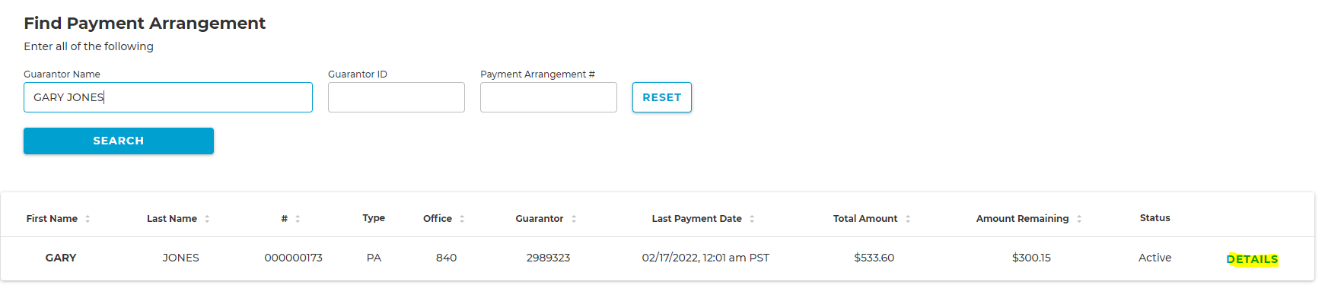 Find Payment Arrangement
Enter all of the following
Guarantor Name Guarantor ID Payment Arrangement #
GARY JONES RESET
SEARCH
First Name Last Name # Type Office Guarantor Last Payment Date Total Amount Amount Remaining Status
GARY JONES 000000173 PA 840 2989323 02/17/2022, 12:01 am PST $533.60 $300.15 Active DETAILS